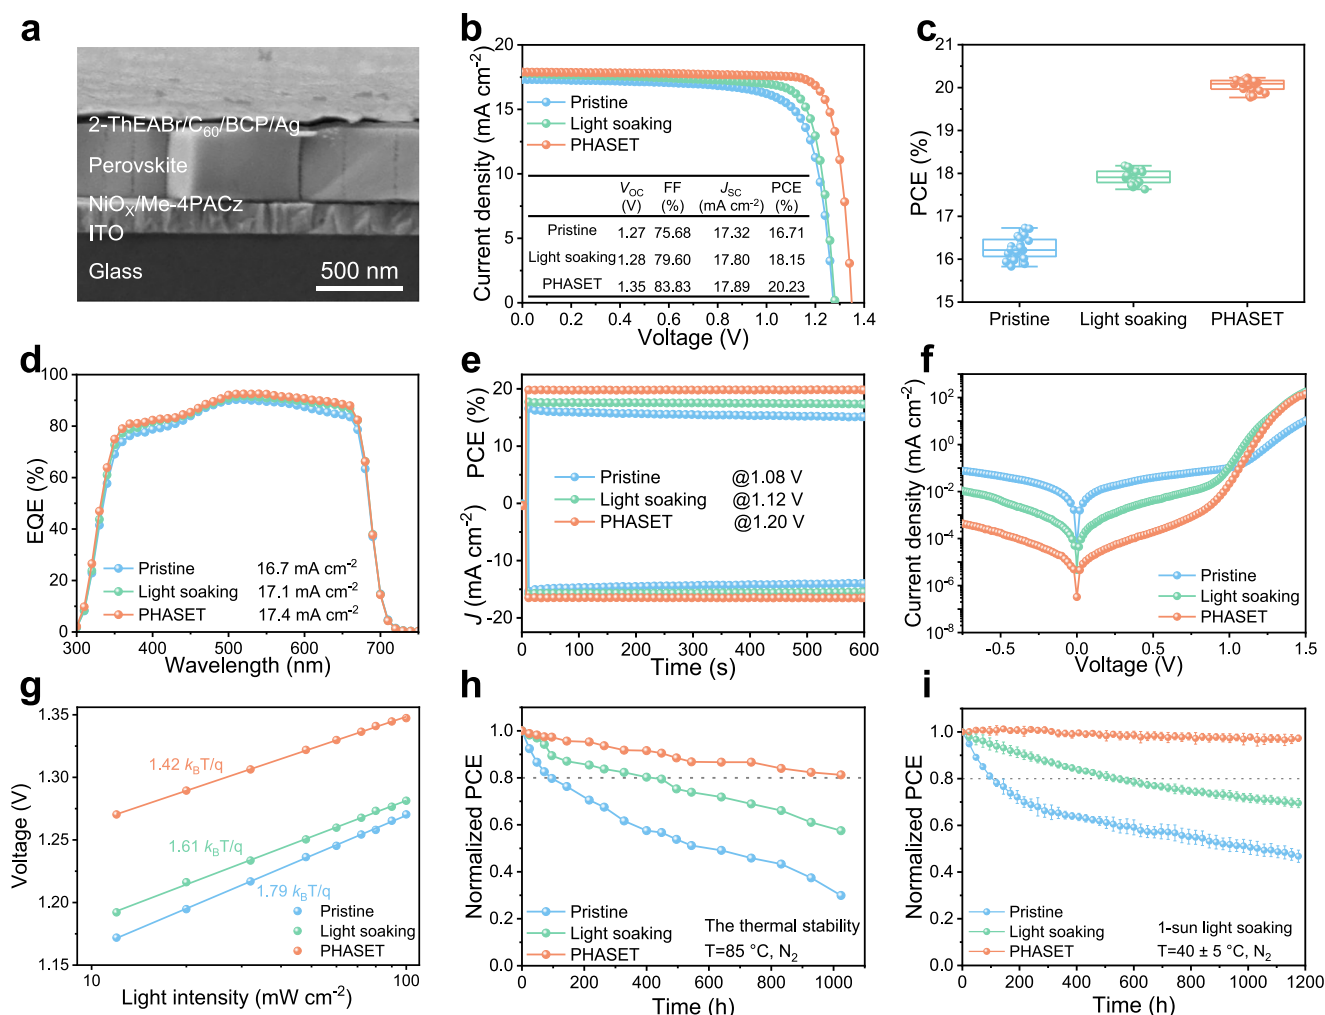 a
2-ThEABr/C60/BCP/Ag
Perovskite
NiOX/Me-4PACz
ITO
Glass
500 nm
b
Current density (mA cm-2)
20
15
10
5
0
Pristine
Light soaking
PHASET
VOC FF JSC PCE
(V) (%) (mA cm-2) (%)
Pristine 1.27 75.68 17.32 16.71
Light soaking 1.28 79.60 17.80 18.15
PHASET 1.35 83.83 17.89 20.23
0.0 0.2 0.4 0.6 0.8 1.0 1.2 1.4
Voltage (V)
c
PCE (%)
21
20
19
18
17
16
15
Pristine Light soaking PHASET
d
EQE (%)
100
80
60
40
20
0
Pristine 16.7 mA cm-2
Light soaking 17.1 mA cm-2
PHASET 17.4 mA cm-2
300 400 500 600 700
Wavelength (nm)
e
PCE (%)
J (mA cm-2)
20
10
0
-10
-20
Pristine @1.08 V
Light soaking @1.12 V
PHASET @1.20 V
0 100 200 300 400 500 600
Time (s)
f
Current density (mA cm-2)
10^2
10^0
10^-2
10^-4
10^-6
10^-8
Pristine
Light soaking
PHASET
-0.5 0.0 0.5 1.0 1.5
Voltage (V)
g
Voltage (V)
1.35
1.30
1.25
1.20
1.15
1.42 kBT/q
1.61 kBT/q
1.79 kBT/q
Pristine
Light soaking
PHASET
10 100
Light intensity (mW cm-2)
h
Normalized PCE
1.0
0.8
0.6
0.4
0.2
0.0
Pristine
Light soaking
PHASET
The thermal stability
T=85 °C, N2
0 200 400 600 800 1000
Time (h)
i
Normalized PCE
1.0
0.8
0.6
0.4
0.2
0.0
Pristine
Light soaking
PHASET
1-sun light soaking
T=40 ± 5 °C, N2
0 200 400 600 800 1000 1200
Time (h)